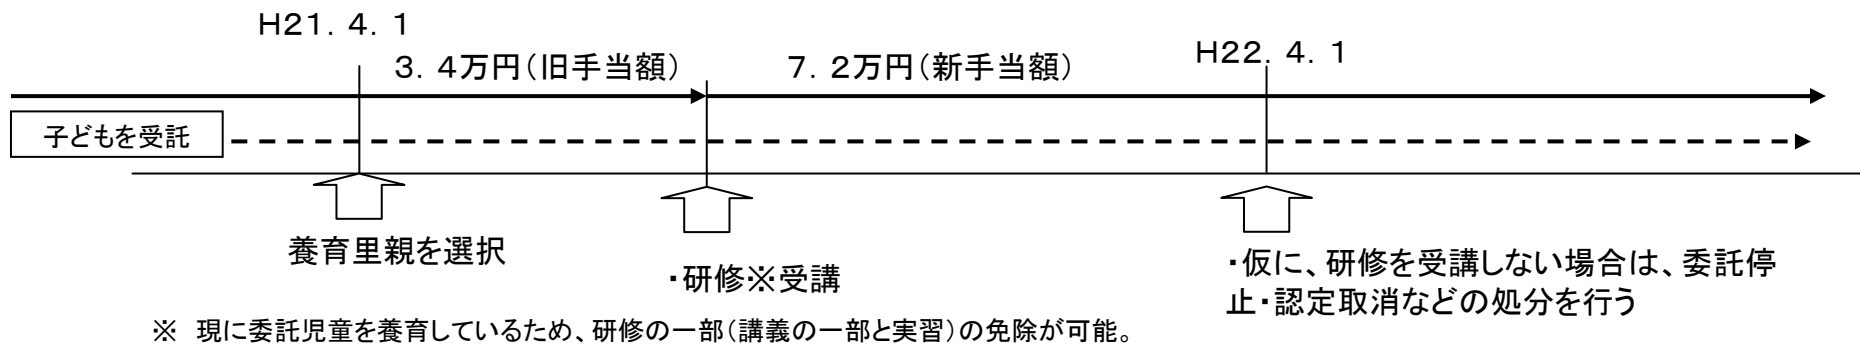 H21. 4. 1
3. 4万円(旧手当額)
7. 2万円(新手当額)
H22. 4. 1
子どもを受託
養育里親を選択
・研修※受講
・仮に、研修を受講しない場合は、委託停
止・認定取消などの処分を行う
※ 現に委託児童を養育しているため、研修の一部(講義の一部と実習)の免除が可能。